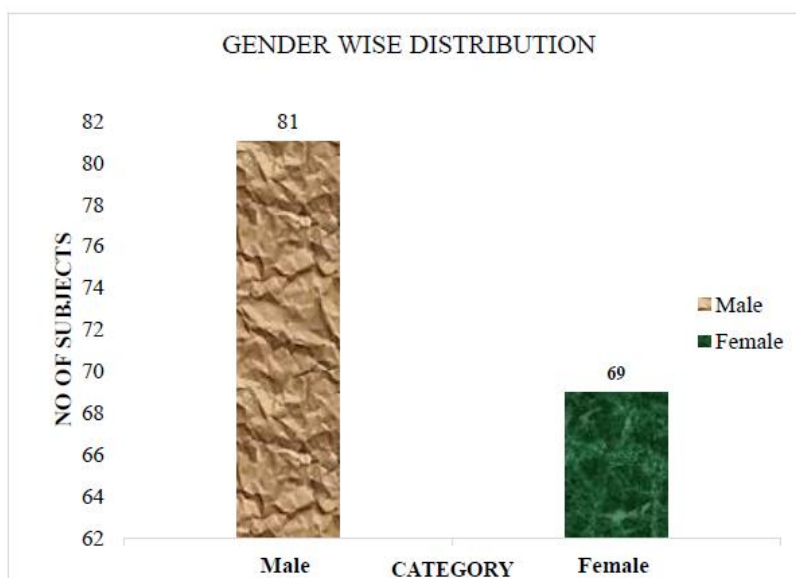 GENDER WISE DISTRIBUTION
82
81
80
78
76
74
72
70
68
66
64
62
NO OF SUBJECTS
69
Male
Female
Male
CATEGORY
Female